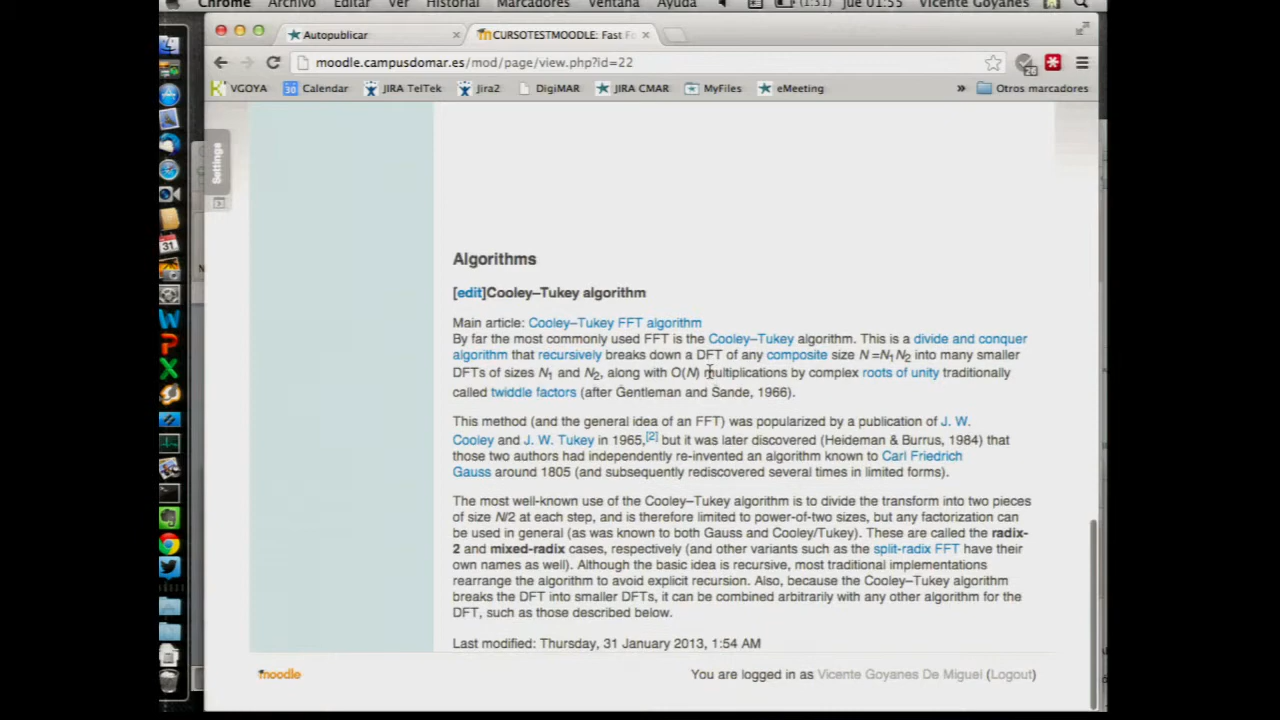 Chrome Archivo Editar Ver Historial Marcadores Ventana Ayuda (1:51) jue 01:55 Vicente Goyanes
Autopublicar
CURSOTESTMOODLE: Fast Fo
moodle.campusdomar.es/mod/page/view.php?id=22
VGOYA Calendar JIRA TelTek Jira2 DigiMAR JIRA CMAR MyFiles eMeeting » Otros marcadores
Settings
Algorithms
[edit]Cooley–Tukey algorithm
Main article: Cooley–Tukey FFT algorithm
By far the most commonly used FFT is the Cooley–Tukey algorithm. This is a divide and conquer
algorithm that recursively breaks down a DFT of any composite size N =N1N2 into many smaller
DFTs of sizes N1 and N2, along with O(N) multiplications by complex roots of unity traditionally
called twiddle factors (after Gentleman and Sande, 1966).
This method (and the general idea of an FFT) was popularized by a publication of J. W.
Cooley and J. W. Tukey in 1965,[2] but it was later discovered (Heideman & Burrus, 1984) that
those two authors had independently re-invented an algorithm known to Carl Friedrich
Gauss around 1805 (and subsequently rediscovered several times in limited forms).
The most well-known use of the Cooley–Tukey algorithm is to divide the transform into two pieces
of size N/2 at each step, and is therefore limited to power-of-two sizes, but any factorization can
be used in general (as was known to both Gauss and Cooley/Tukey). These are called the radix-
2 and mixed-radix cases, respectively (and other variants such as the split-radix FFT have their
own names as well). Although the basic idea is recursive, most traditional implementations
rearrange the algorithm to avoid explicit recursion. Also, because the Cooley–Tukey algorithm
breaks the DFT into smaller DFTs, it can be combined arbitrarily with any other algorithm for the
DFT, such as those described below.
Last modified: Thursday, 31 January 2013, 1:54 AM
moodle
You are logged in as Vicente Goyanes De Miguel (Logout)